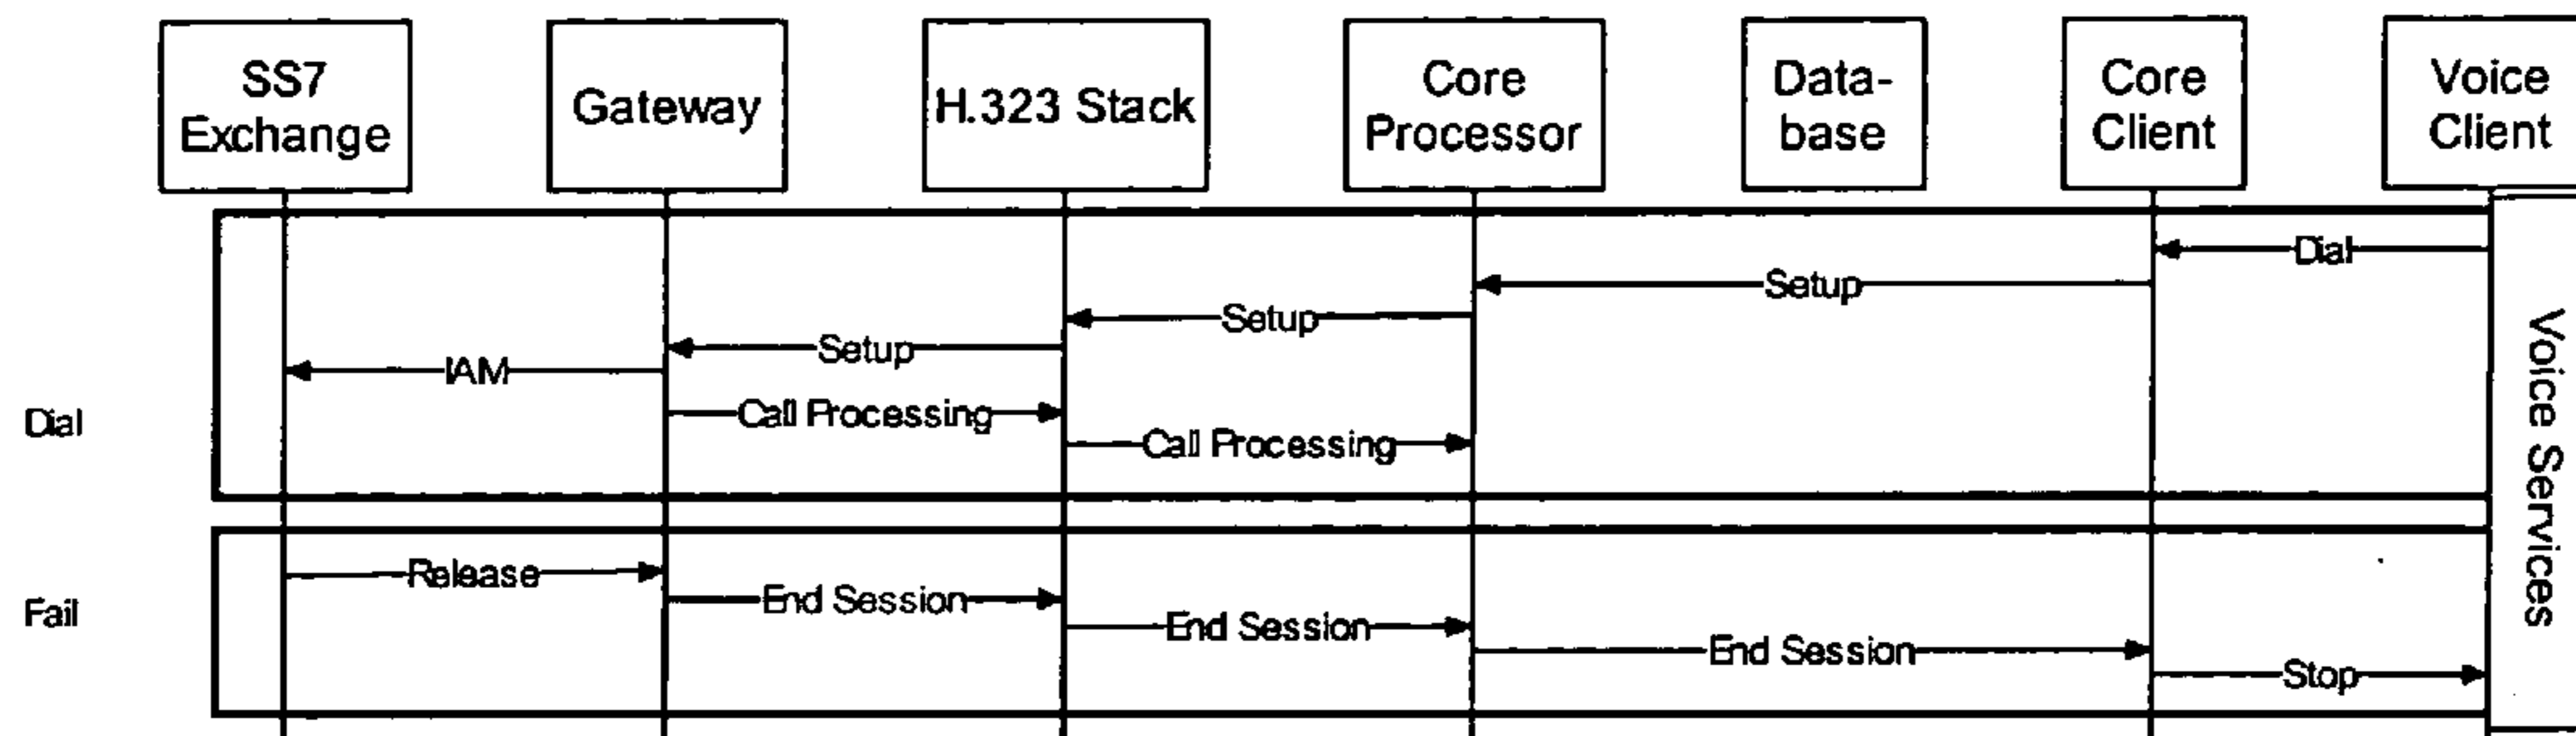 SS7
Exchange
Gateway
H.323 Stack
Core
Processor
Data-
base
Core
Client
Voice
Client
Dial
Setup
Setup
Setup
IAM
Call Processing
Call Processing
Dial
Voice Services
Release
End Session
End Session
End Session
Stop
Fail